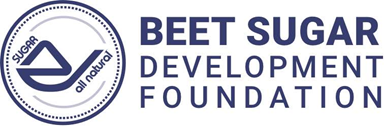 SUGAR
all natural
BEET SUGAR
DEVELOPMENT
FOUNDATION